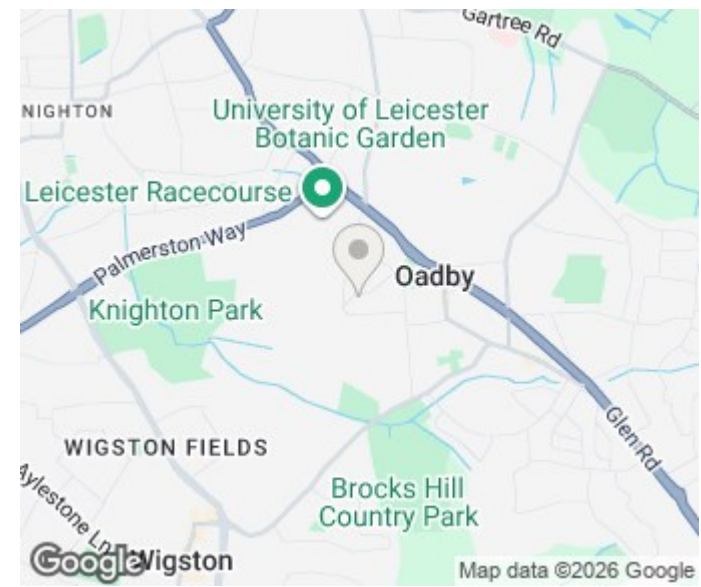 Gartree Rd
NIGHTON
University of Leicester
Botanic Garden
Leicester Racecourse
Palmerston Way
Oadby
Knighton Park
Glen Rd
WIGSTON FIELDS
Aylestone Ln
Brocks Hill
Country Park
Google
Wigston
Map data ©2026 Google